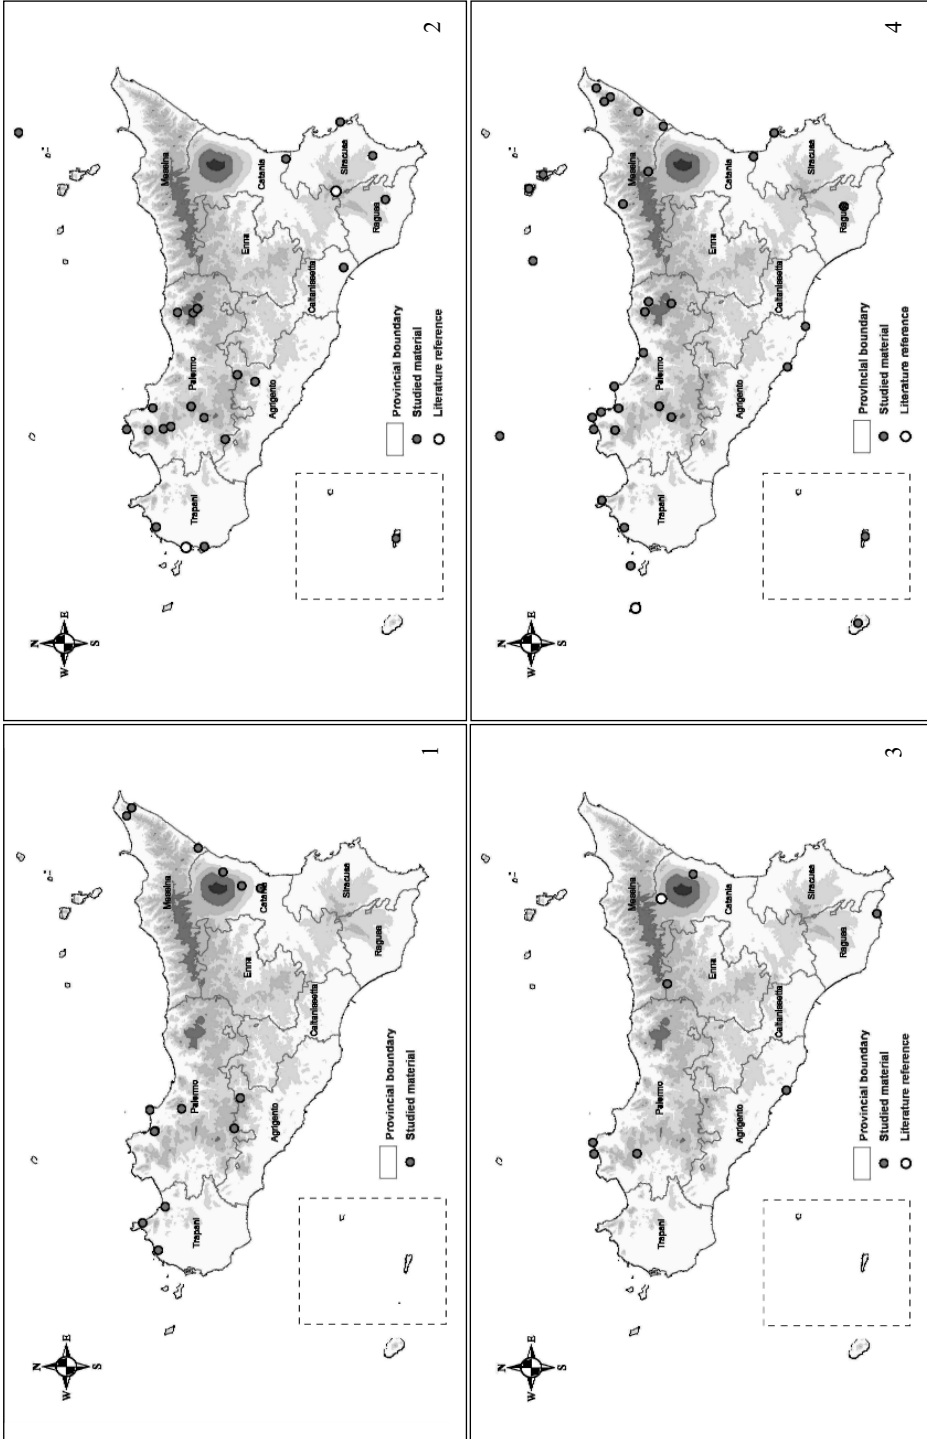 N
W E
S
Messina
Palermo
Trapani
Enna
Catania
Agrigento
Caltanissetta
Siracusa
Ragusa
Provincial boundary
Studied material
1
N
W E
S
Messina
Palermo
Trapani
Enna
Catania
Agrigento
Caltanissetta
Siracusa
Ragusa
Provincial boundary
Studied material
Literature reference
2
N
W E
S
Messina
Palermo
Trapani
Enna
Catania
Agrigento
Caltanissetta
Siracusa
Ragusa
Provincial boundary
Studied material
Literature reference
3
N
W E
S
Messina
Palermo
Trapani
Enna
Catania
Agrigento
Caltanissetta
Siracusa
Ragusa
Provincial boundary
Studied material
Literature reference
4